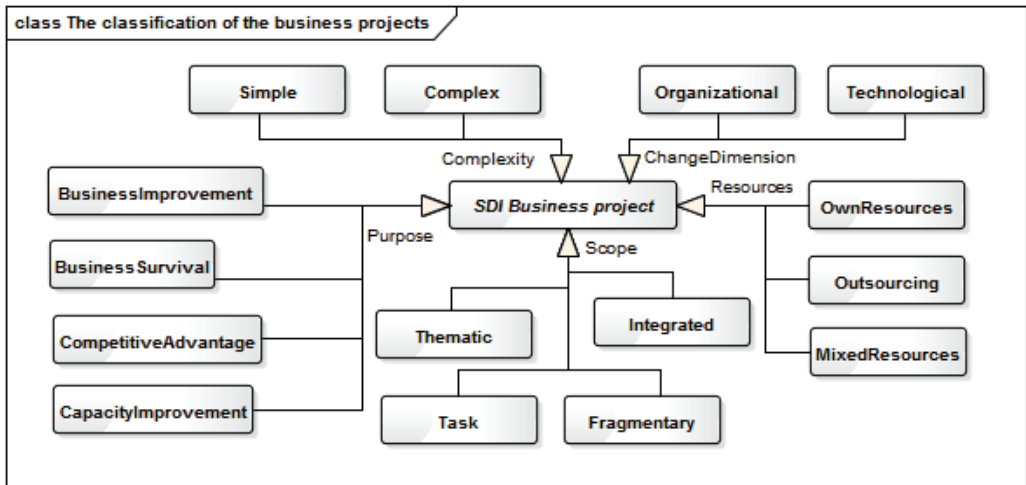 class The classification of the business projects
Simple
Complex
Organizational
Technological
Complexity
ChangeDimension
BusinessImprovement
SDI Business project
Resources
OwnResources
Purpose
Scope
BusinessSurvival
Outsourcing
Thematic
Integrated
CompetitiveAdvantage
MixedResources
CapacityImprovement
Task
Fragmentary